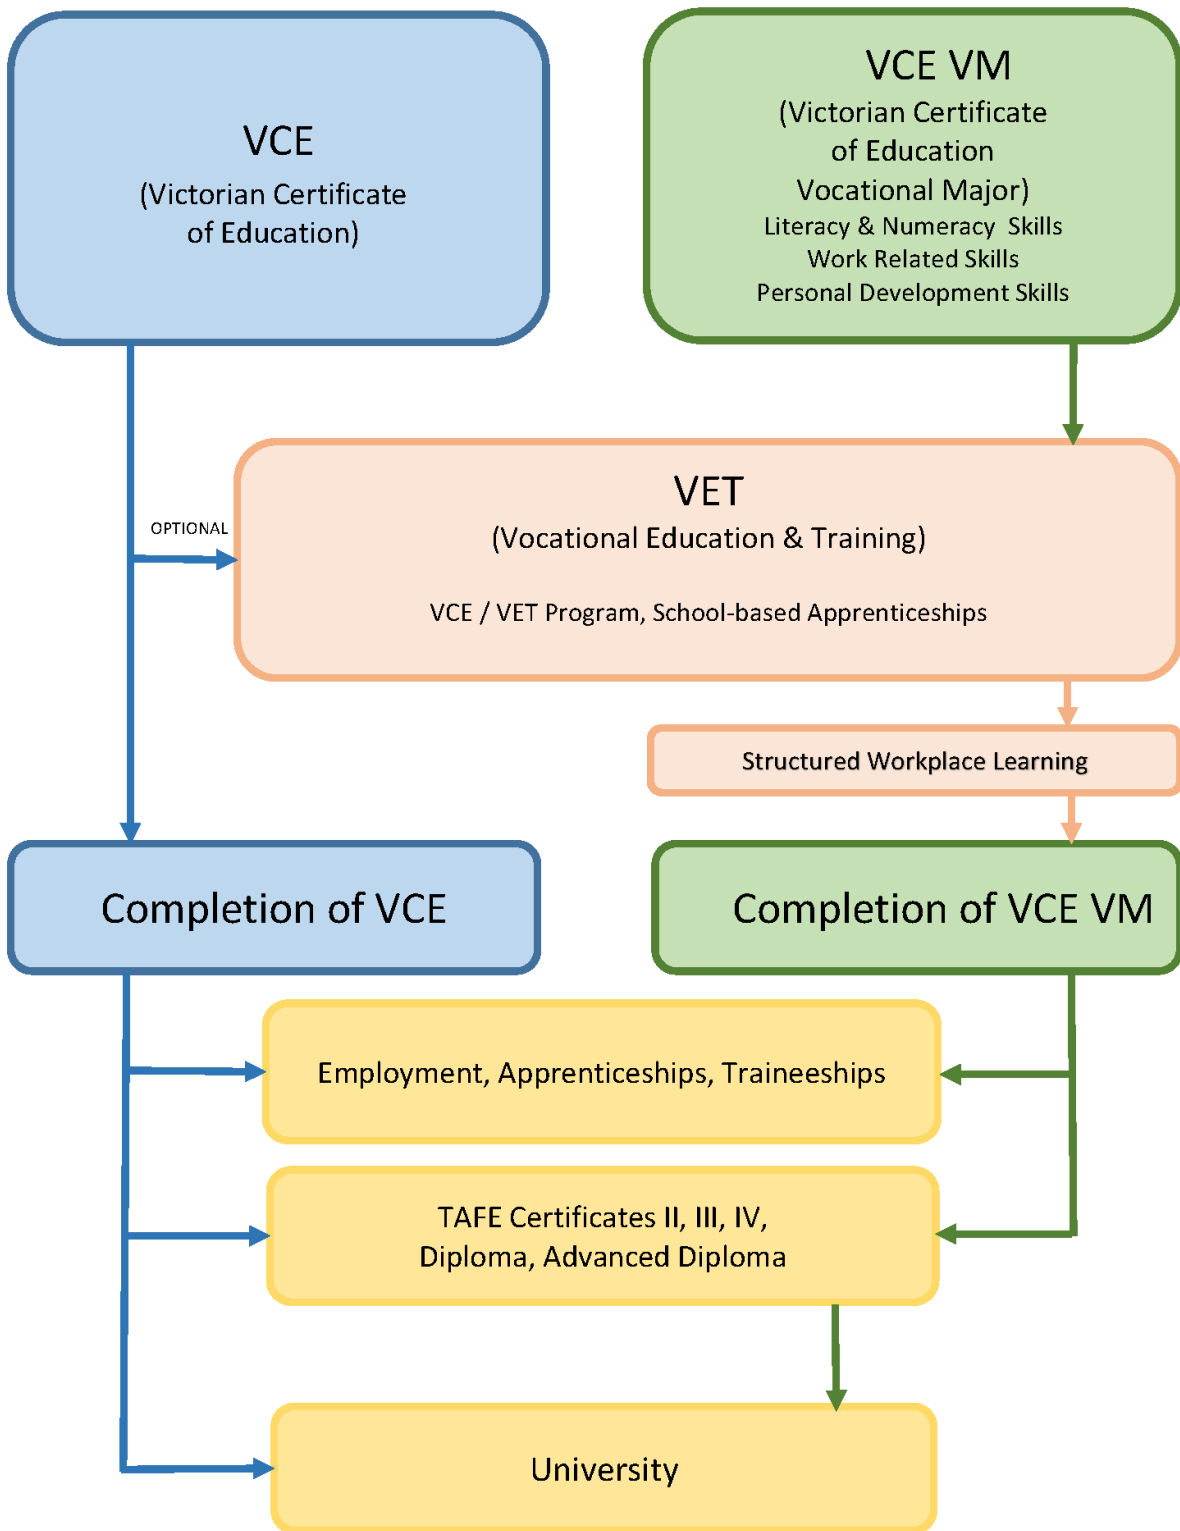 VCE
(Victorian Certificate
of Education)
VCE VM
(Victorian Certificate
of Education
Vocational Major)
Literacy & Numeracy Skills
Work Related Skills
Personal Development Skills
OPTIONAL
VET
(Vocational Education & Training)
VCE / VET Program, School-based Apprenticeships
Structured Workplace Learning
Completion of VCE
Completion of VCE VM
Employment, Apprenticeships, Traineeships
TAFE Certificates II, III, IV,
Diploma, Advanced Diploma
University